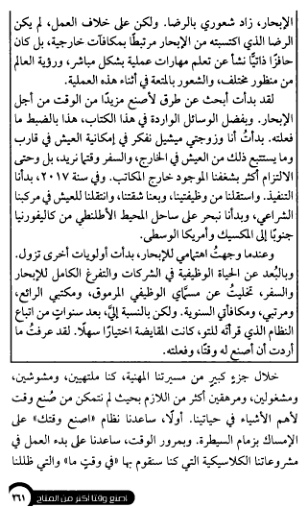 الإبحار، زاد شعوري بالرضا. ولكن على خلاف العمل، لم يكن
الرضا الذي اكتسبته من الإبحار مرتبطًا بمكافآت خارجية، بل كان
حافزًا ذاتيًّا نشأ عن تعلم مهارات عملية بشكل مباشر، ورؤية العالم
من منظور مختلف، والشعور بالمتعة في أثناء هذه العملية.
لقد بدأت أبحث عن طرق لأصنع مزيدًا من الوقت من أجل
الإبحار. وبفضل الوسائل الواردة في هذا الكتاب، هذا بالضبط ما
فعلته. بدأتُ أنا وزوجتي ميشيل نفكر في إمكانية العيش في قارب
وما يستتبع ذلك من العيش في الخارج، والسفر وقتما نريد، بل وحتى
الالتزام أكثر بشغفنا الموجود خارج المكاتب. وفي سنة ٢٠١٧، بدأنا
التنفيذ. واستقلنا من وظيفتينا، وبعنا شقتنا، وانتقلنا للعيش في مركبنا
الشراعي، وبدأنا نبحر على ساحل المحيط الأطلنطي من كاليفورنيا
جنوبًا إلى المكسيك وأمريكا الوسطى.
وعندما وجهتُ اهتمامي للإبحار، بدأت أولويات أخرى تزول.
وبالبُعد عن الحياة الوظيفية في الشركات والتفرغ الكامل للإبحار
والسفر، تخليتُ عن مسمَّاي الوظيفي المرموق، ومكتبي الرائع،
ومرتبي، ومكافآتي السنوية. ولكن بالنسبة إليَّ، بعد سنواتٍ من اتباع
النظام الذي قرأتَه للتو، كانت المقايضة اختيارًا سهلًا. لقد عرفتُ ما
أردت أن أصنع له وقتًا، وفعلته.
خلال جزءٍ كبيرٍ من مسيرتنا المهنية، كنا ملتهيين، ومشوشين،
ومشغولين، ومرهقين أكثر من اللازم بحيث لم نتمكن من صُنع وقت
لأهم الأشياء في حياتينا. أولًا، ساعدنا نظام «اصنع وقتك» على
الإمساك بزمام السيطرة. وبمرور الوقت، ساعدنا على بدء العمل في
مشروعاتنا الكلاسيكية التي كنا سنقوم بها «في وقتٍ ما» والتي ظللنا
٢٦١ اصنع وقتًا أكثر من المتاح